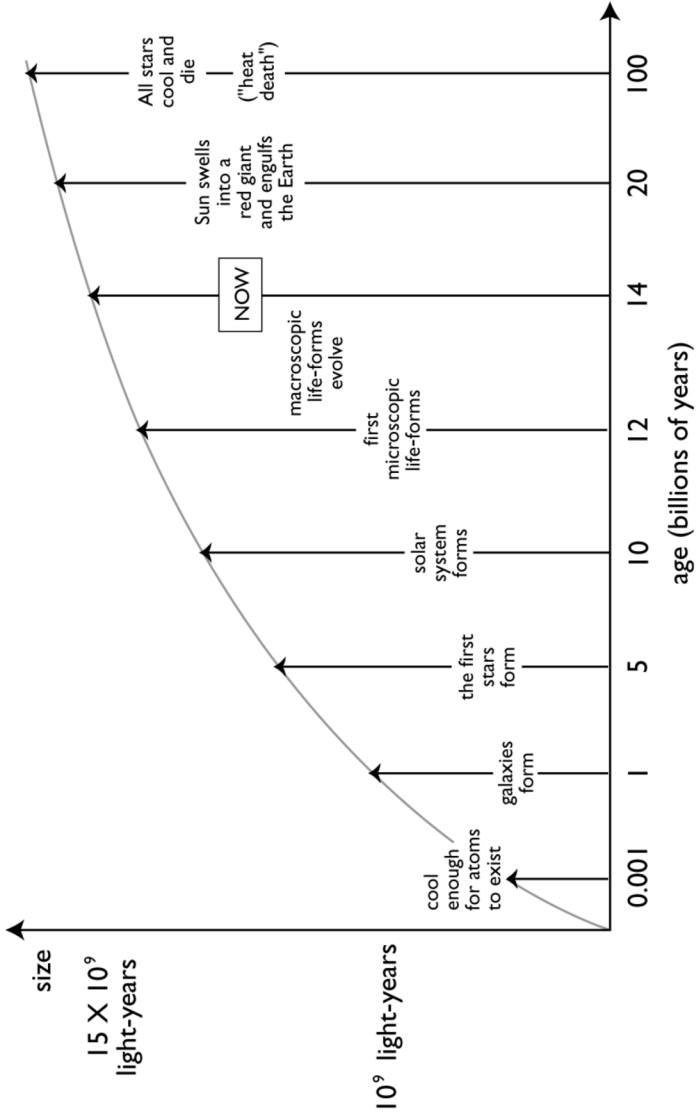 size
15 X 10⁹
light-years
10⁹ light-years
cool
enough
for atoms
to exist
galaxies
form
the first
stars
form
solar
system
forms
first
microscopic
life-forms
macroscopic
life-forms
evolve
NOW
Sun swells
into a
red giant
and engulfs
the Earth
All stars
cool and
die
("heat
death")
0.001
1
5
10
12
14
20
100
age (billions of years)